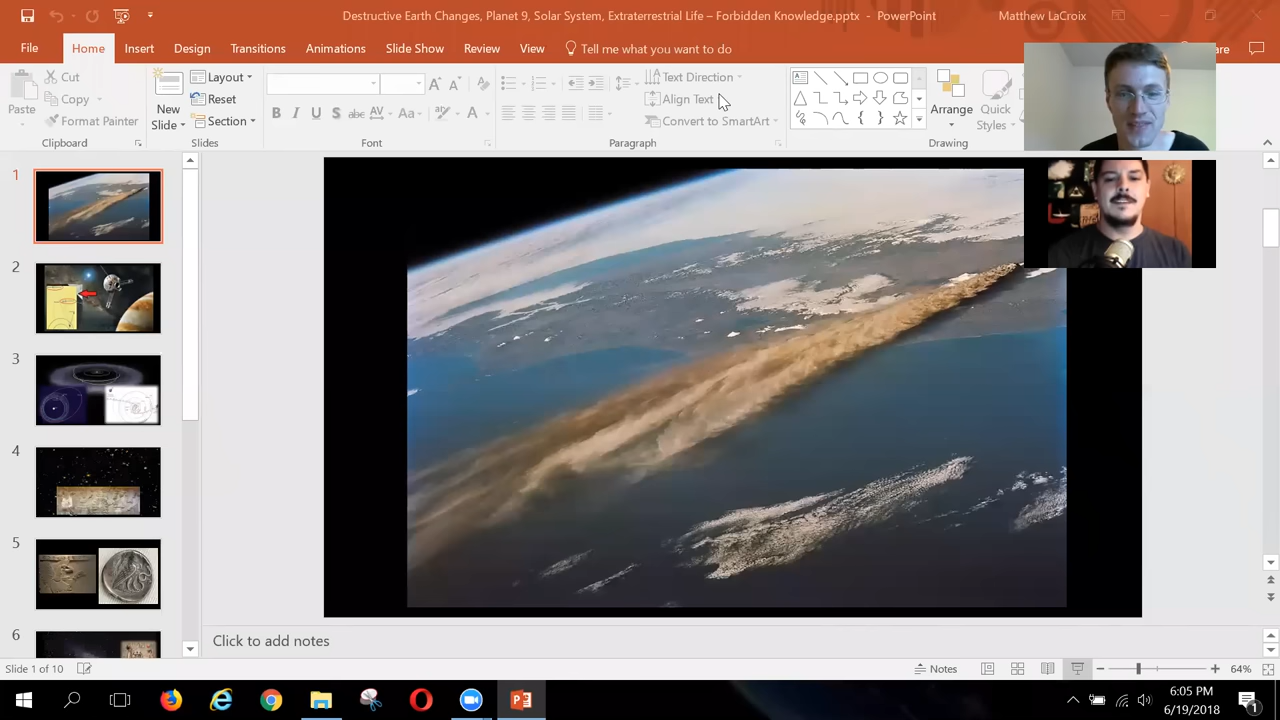 Destructive Earth Changes, Planet 9, Solar System, Extraterrestrial Life – Forbidden Knowledge.pptx - PowerPoint
Matthew LaCroix
File Home Insert Design Transitions Animations Slide Show Review View Tell me what you want to do
Paste
Cut
Copy
Format Painter
Clipboard
New
Slide
Layout
Reset
Section
Slides
B I U S abc AV Aa A
Font
Text Direction
Align Text
Convert to SmartArt
Paragraph
Arrange
Quick
Styles
Drawing
1
2
3
4
5
6
Click to add notes
Slide 1 of 10
Notes
64%
6:05 PM
6/19/2018
1